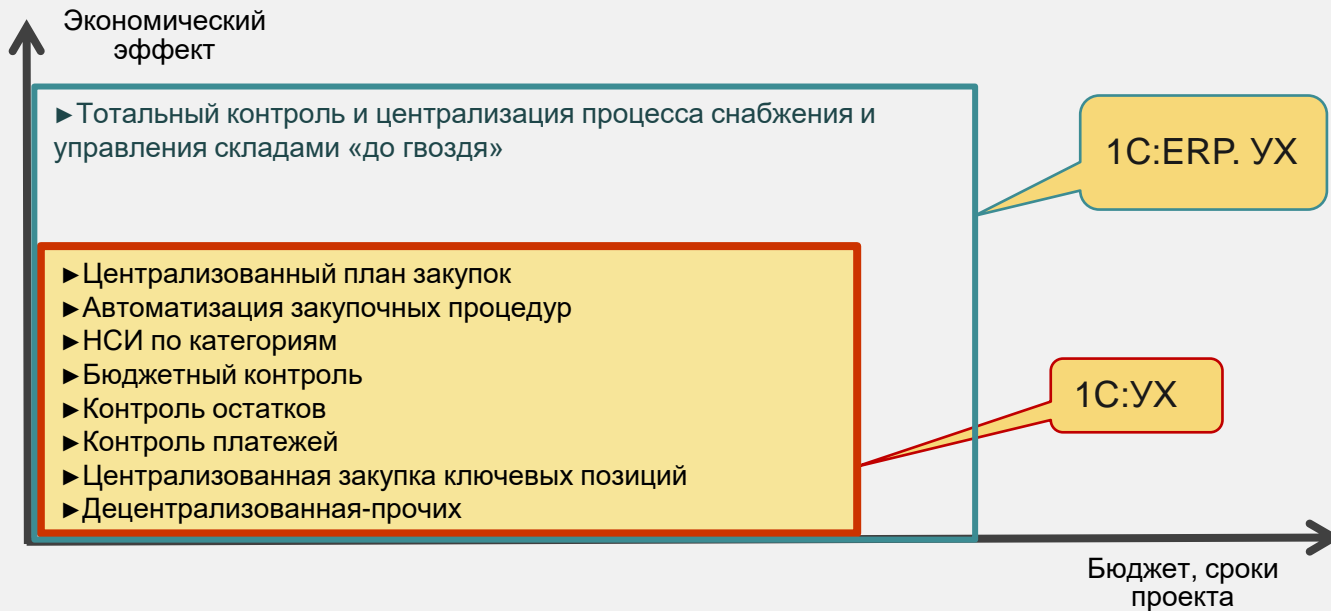 Экономический
эффект
►Тотальный контроль и централизация процесса снабжения и
управления складами «до гвоздя»
1С:ERP. УХ
►Централизованный план закупок
►Автоматизация закупочных процедур
►НСИ по категориям
►Бюджетный контроль
►Контроль остатков
►Контроль платежей
►Централизованная закупка ключевых позиций
►Децентрализованная-прочих
1С:УХ
Бюджет, сроки
проекта